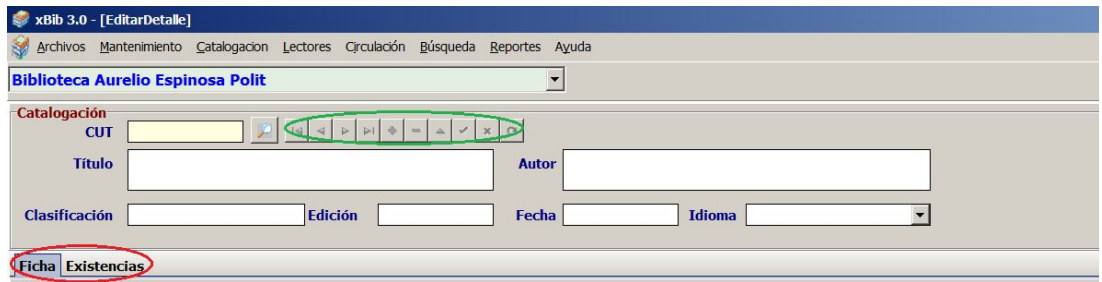 xBib 3.0 - [EditarDetalle]
Archivos Mantenimiento Catalogacion Lectores Circulación Búsqueda Reportes Ayuda
Biblioteca Aurelio Espinosa Polit
Catalogación
CUT
Título Autor
Clasificación Edición Fecha Idioma
Ficha Existencias